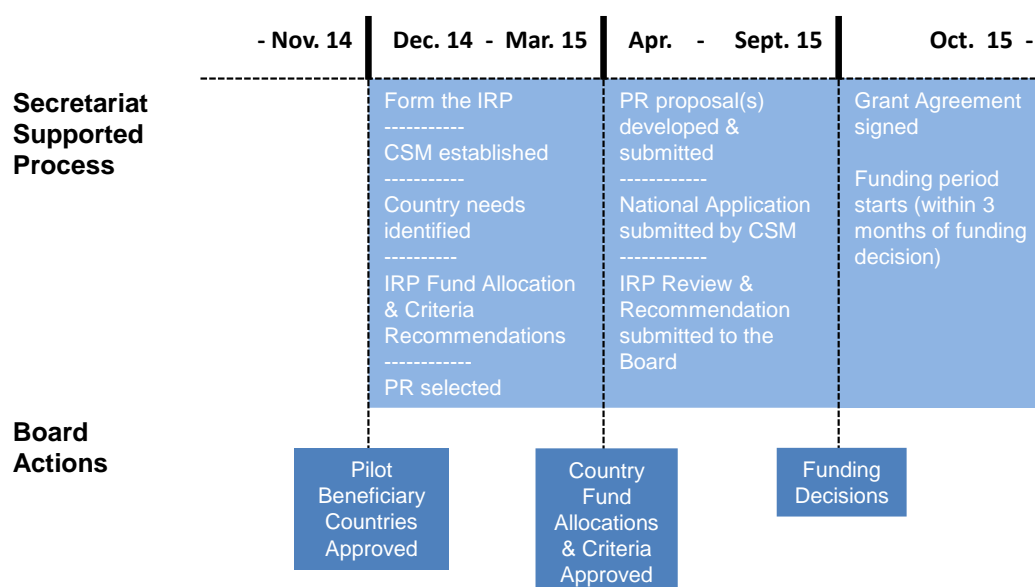 - Nov. 14
Dec. 14 - Mar. 15
Apr. - Sept. 15
Oct. 15 -
Secretariat
Supported
Process
Form the IRP
-----------
CSM established
-----------
Country needs
identified
----------
IRP Fund Allocation
& Criteria
Recommendations
------------
PR selected
PR proposal(s)
developed &
submitted
------------
National Application
submitted by CSM
------------
IRP Review &
Recommendation
submitted to the
Board
Grant Agreement
signed
Funding period
starts (within 3
months of funding
decision)
Board
Actions
Pilot
Beneficiary
Countries
Approved
Country
Fund
Allocations
& Criteria
Approved
Funding
Decisions